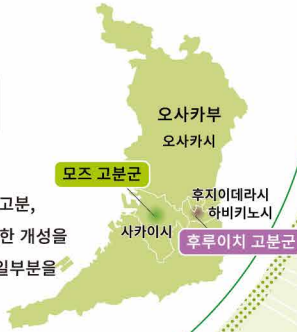 오사카부
오사카시
모즈 고분군
후지이데라시
하비키노시
사카이시
후루이치 고분군
고분,
한 개성을
일부분을